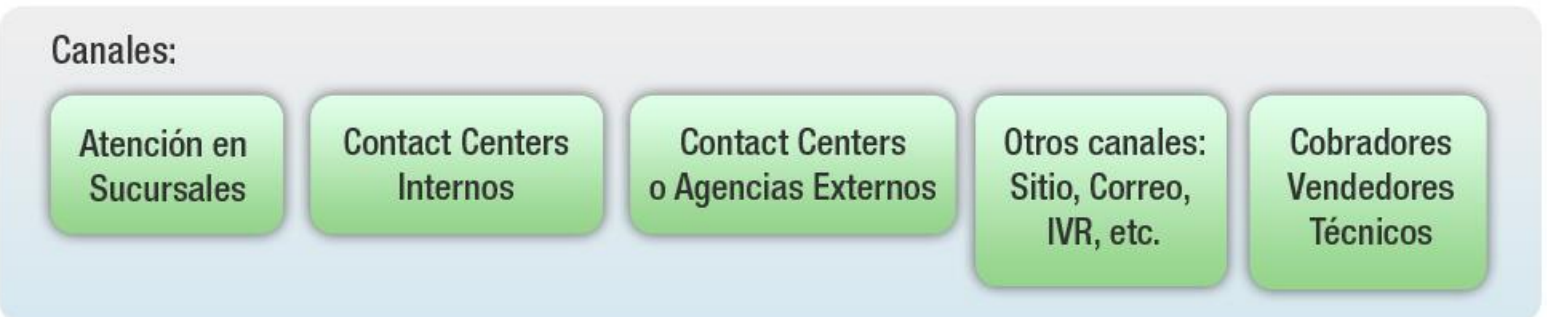 Canales:
Atención en
Sucursales
Contact Centers
Internos
Contact Centers
o Agencias Externos
Otros canales:
Sitio, Correo,
IVR, etc.
Cobradores
Vendedores
Técnicos